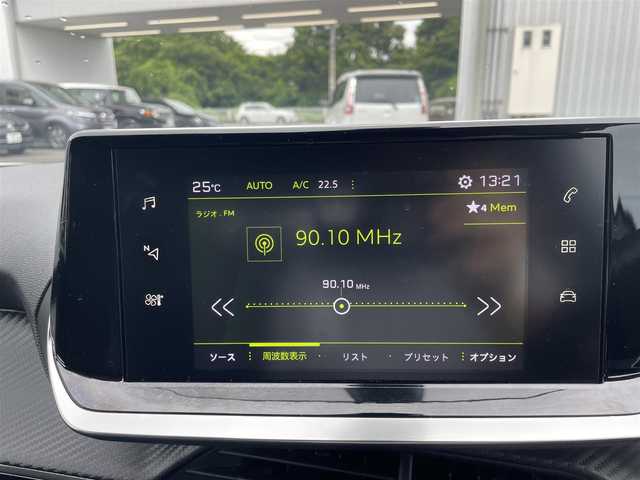 25℃ AUTO A/C 22.5 13:21
ラジオ . FM
4 Mem
90.10 MHz
90.10 MHz
N
ソース 周波数表示 リスト プリセット オプション